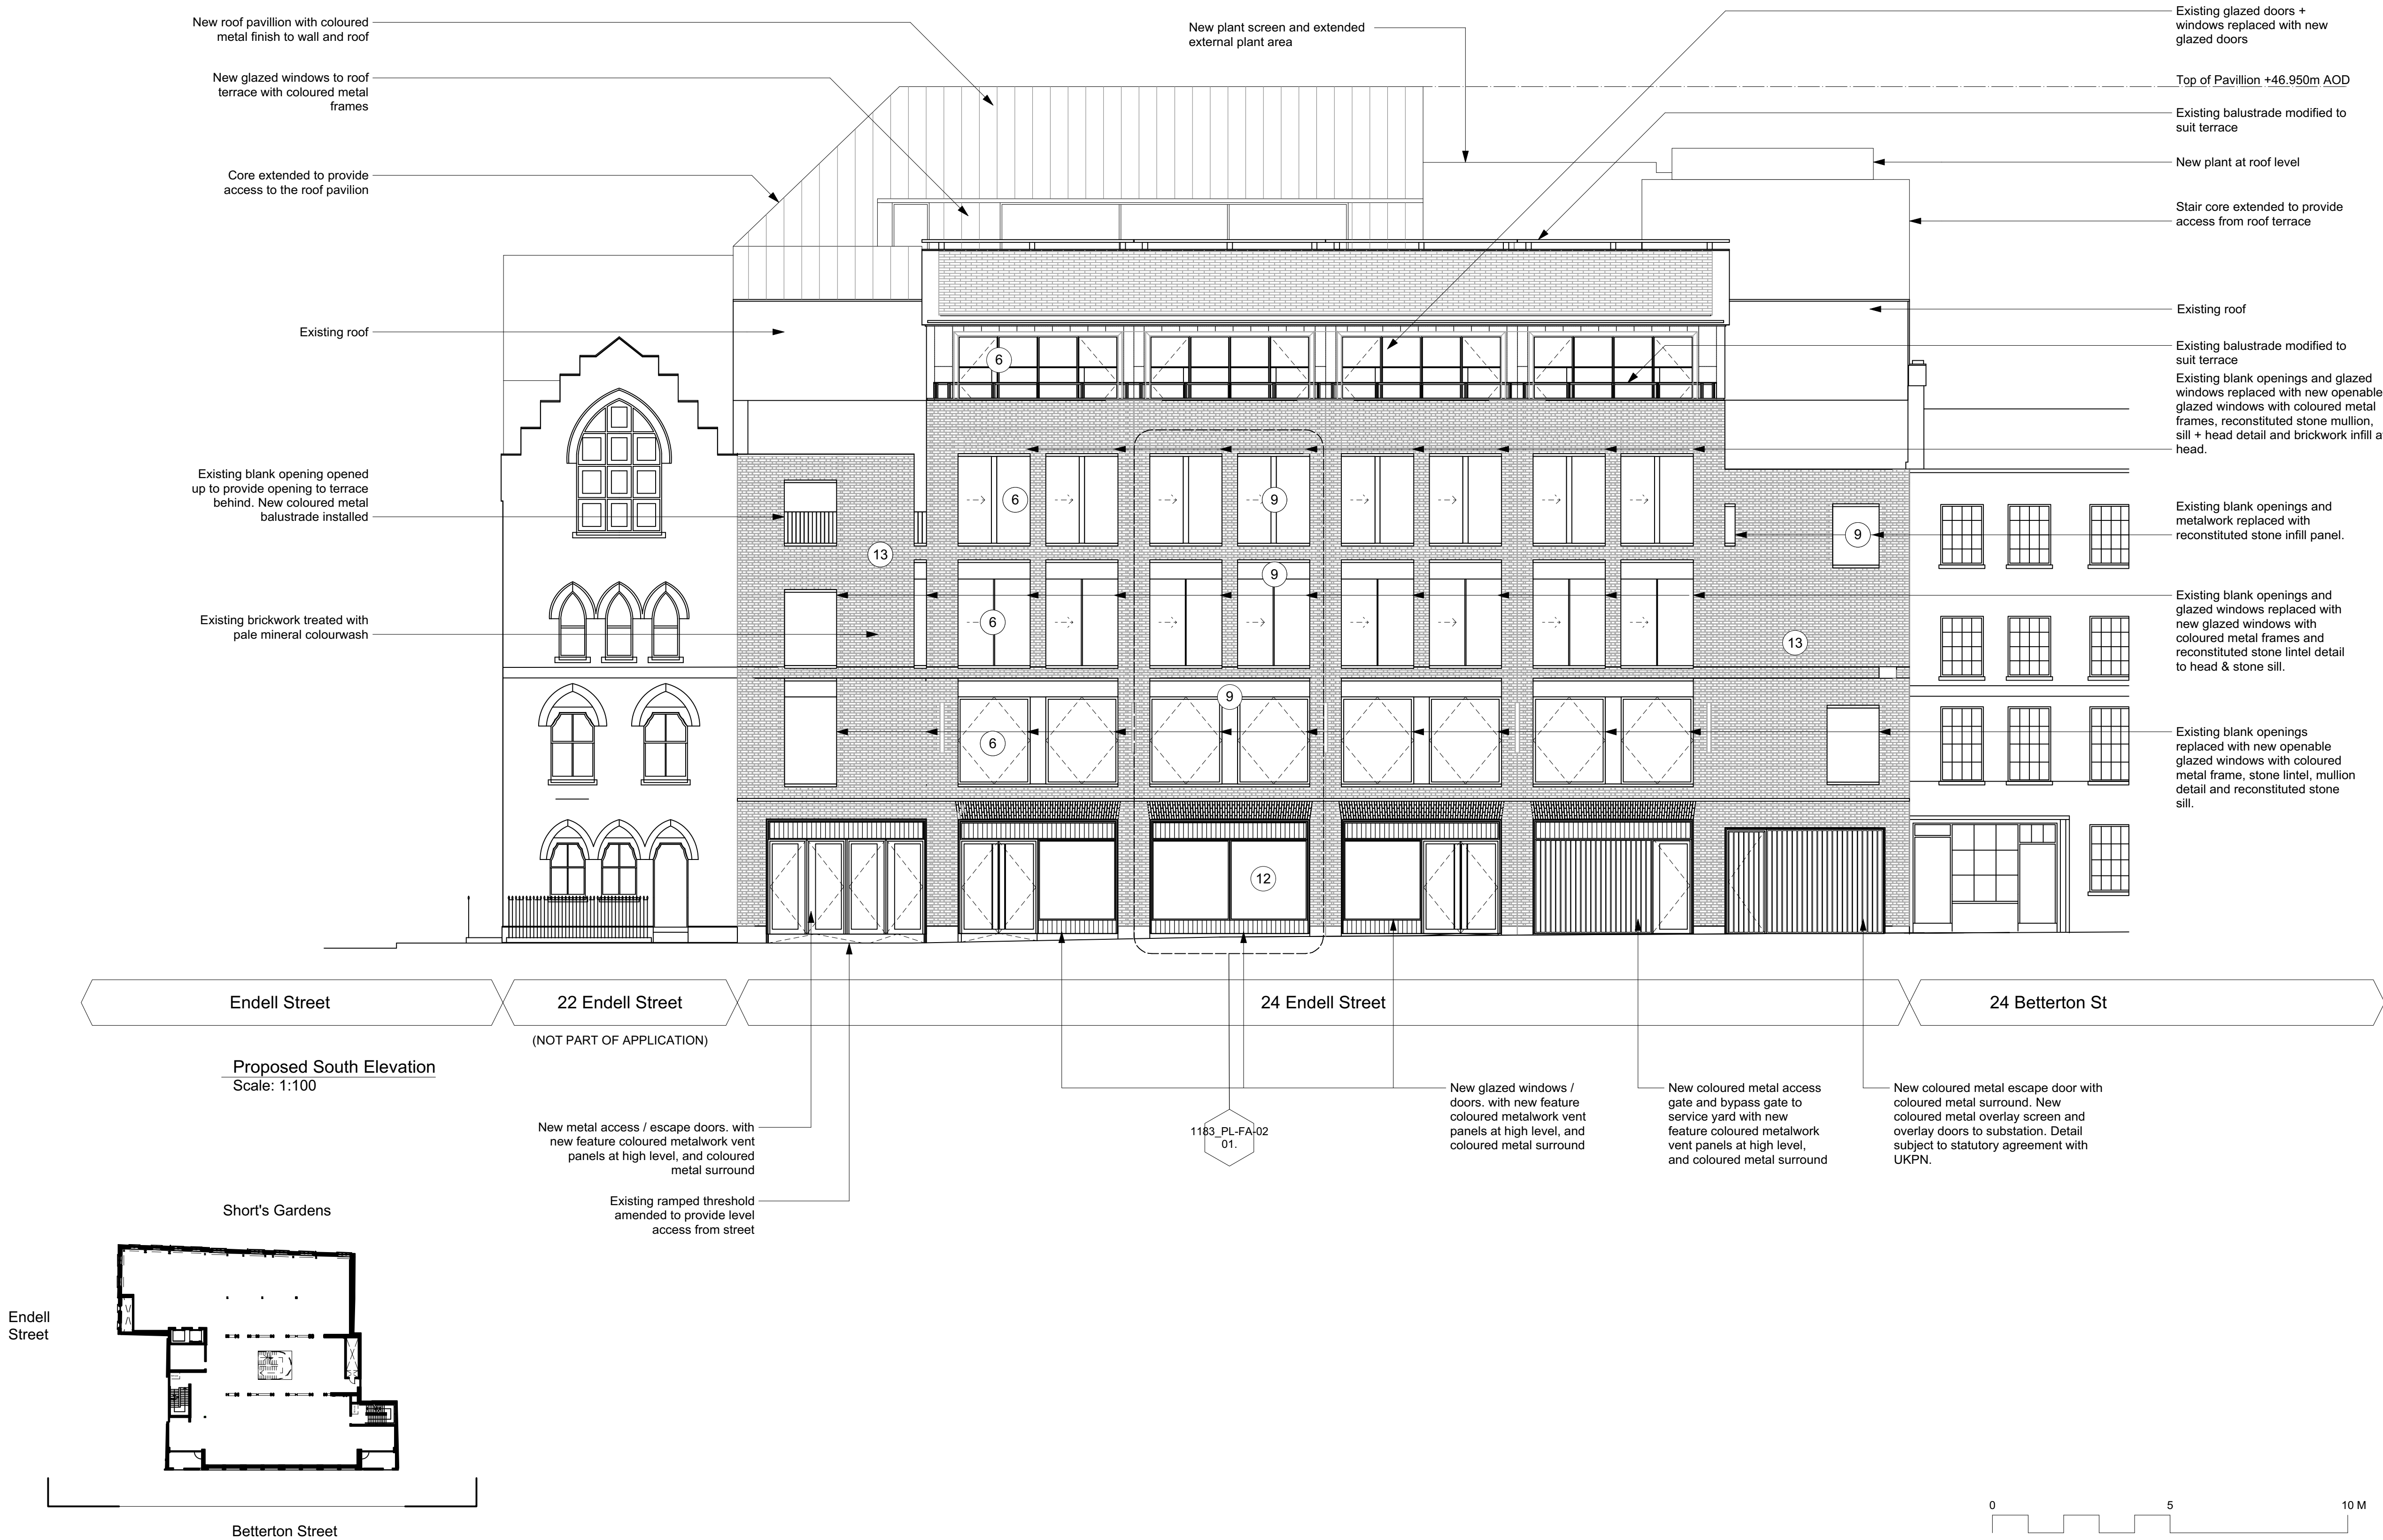 New roof pavillion with coloured
metal finish to wall and roof
New glazed windows to roof
terrace with coloured metal
frames
Core extended to provide
access to the roof pavilion
Existing roof
Existing blank opening opened
up to provide opening to terrace
behind. New coloured metal
balustrade installed
Existing brickwork treated with
pale mineral colourwash
New plant screen and extended
external plant area
Existing glazed doors +
windows replaced with new
glazed doors
Top of Pavillion +46.950m AOD
Existing balustrade modified to
suit terrace
New plant at roof level
Stair core extended to provide
access from roof terrace
Existing roof
Existing balustrade modified to
suit terrace
Existing blank openings and glazed
windows replaced with new openable
glazed windows with coloured metal
frames, reconstituted stone mullion,
sill + head detail and brickwork infill a
head.
Existing blank openings and
metalwork replaced with
reconstituted stone infill panel.
Existing blank openings and
glazed windows replaced with
new glazed windows with
coloured metal frames and
reconstituted stone lintel detail
to head & stone sill.
Existing blank openings
replaced with new openable
glazed windows with coloured
metal frame, stone lintel, mullion
detail and reconstituted stone
sill.
6
6
9
9
13
9
6
13
9
6
12
Endell Street
22 Endell Street
24 Endell Street
24 Betterton St
(NOT PART OF APPLICATION)
Proposed South Elevation
Scale: 1:100
New metal access / escape doors. with
new feature coloured metalwork vent
panels at high level, and coloured
metal surround
Existing ramped threshold
amended to provide level
access from street
1183_PL-FA-02
01.
New glazed windows /
doors. with new feature
coloured metalwork vent
panels at high level, and
coloured metal surround
New coloured metal access
gate and bypass gate to
service yard with new
feature coloured metalwork
vent panels at high level,
and coloured metal surround
New coloured metal escape door with
coloured metal surround. New
coloured metal overlay screen and
overlay doors to substation. Detail
subject to statutory agreement with
UKPN.
Short's Gardens
Endell
Street
Betterton Street
0 5 10 M